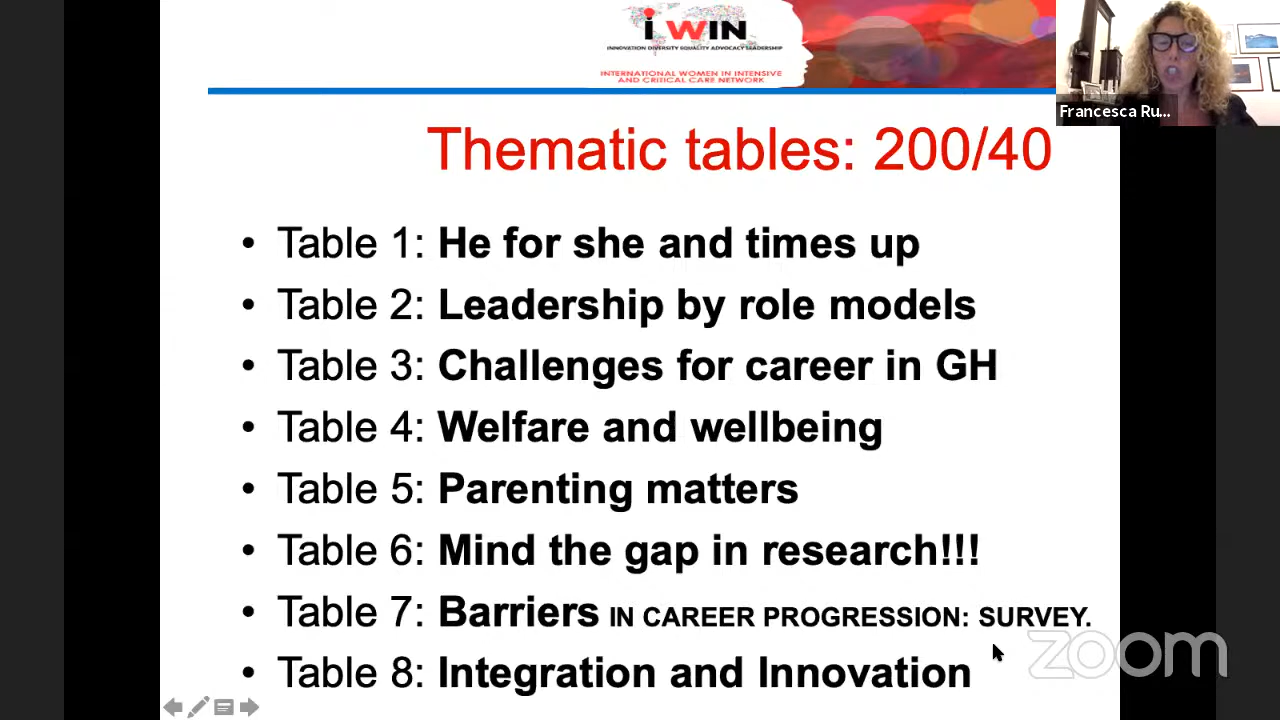 i WIN
INNOVATION DIVERSITY EQUALITY ADVOCACY LEADERSHIP
INTERNATIONAL WOMEN IN INTENSIVE
AND CRITICAL CARE NETWORK
Francesca Ru...
Thematic tables: 200/40
• Table 1: He for she and times up
• Table 2: Leadership by role models
• Table 3: Challenges for career in GH
• Table 4: Welfare and wellbeing
• Table 5: Parenting matters
• Table 6: Mind the gap in research!!!
• Table 7: Barriers IN CAREER PROGRESSION: SURVEY.
• Table 8: Integration and Innovation
zoom